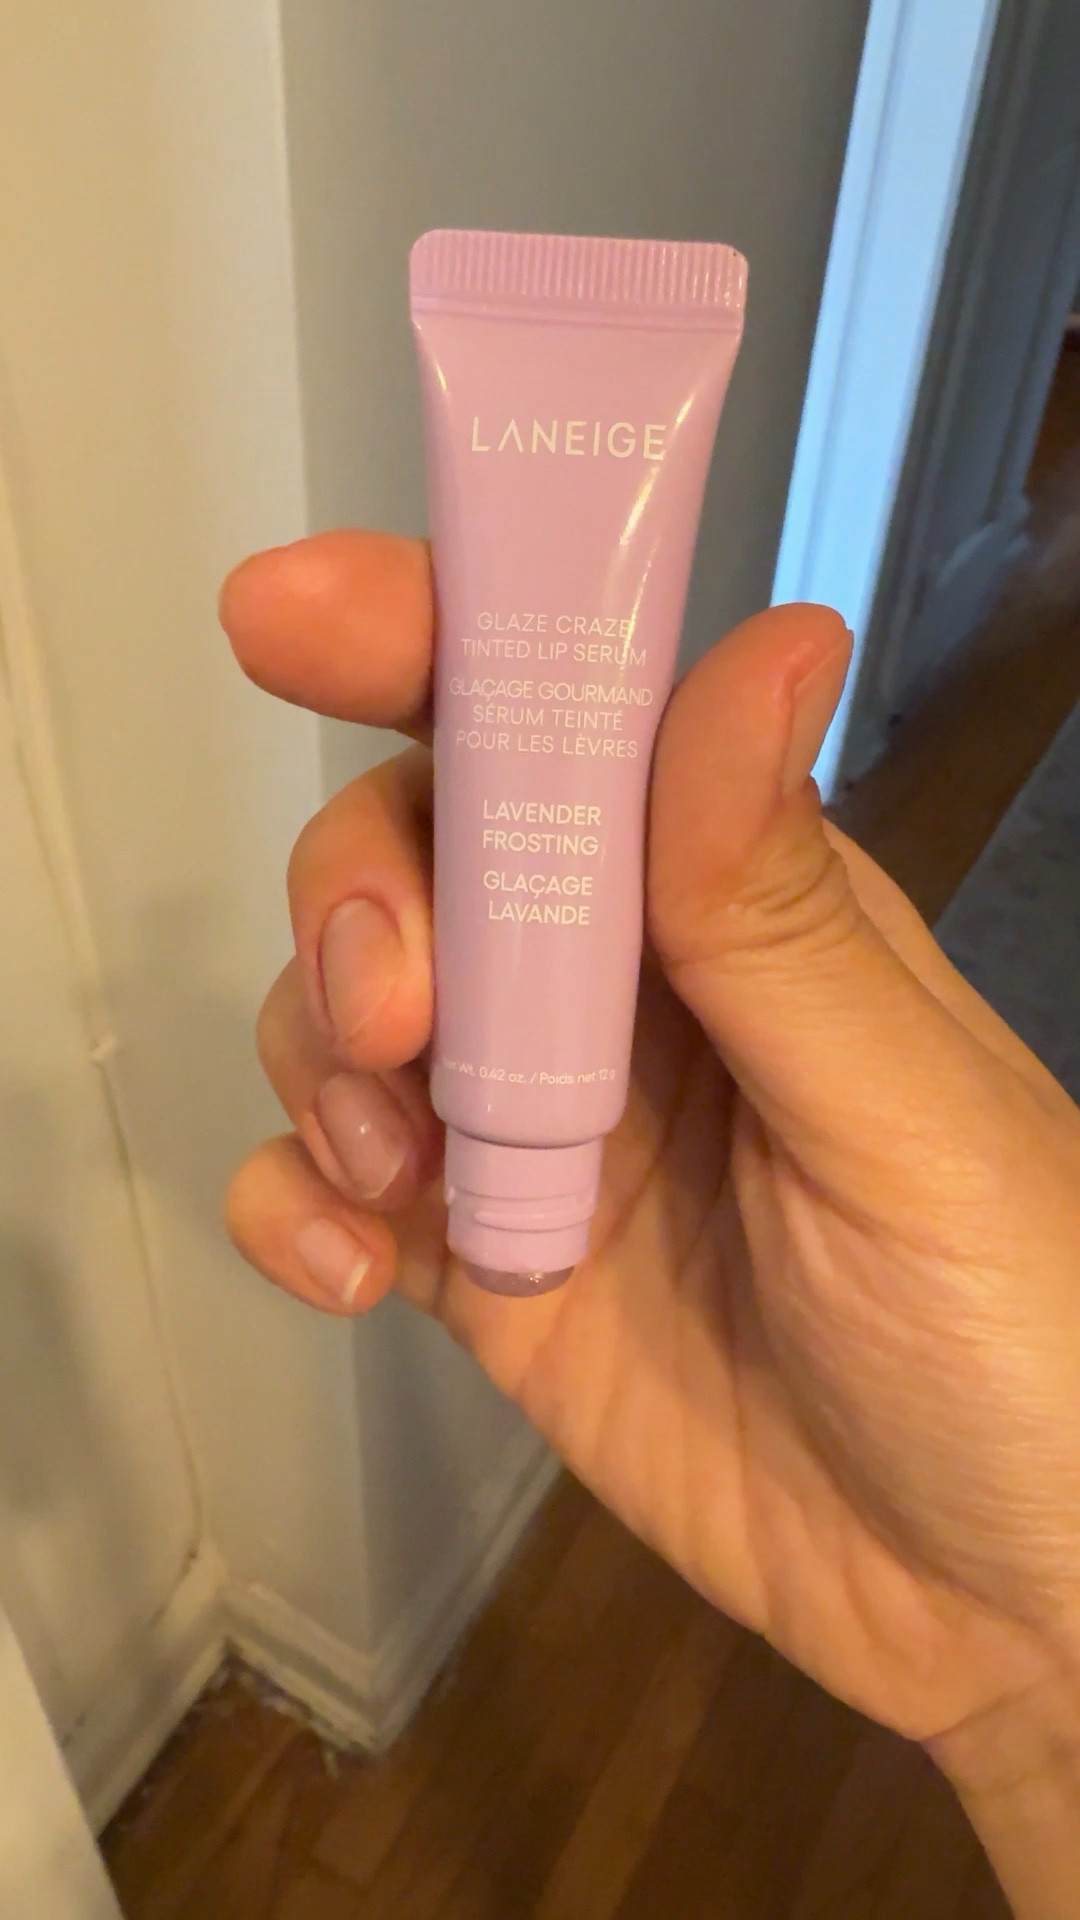 LANEIGE
GLAZE CRAZE
TINTED LIP SERUM
GLAÇAGE GOURMAND
SÉRUM TEINTÉ
POUR LES LÈVRES
LAVENDER
FROSTING
GLAÇAGE
LAVANDE
Wt. 0.42 oz. / Poids net 12 g